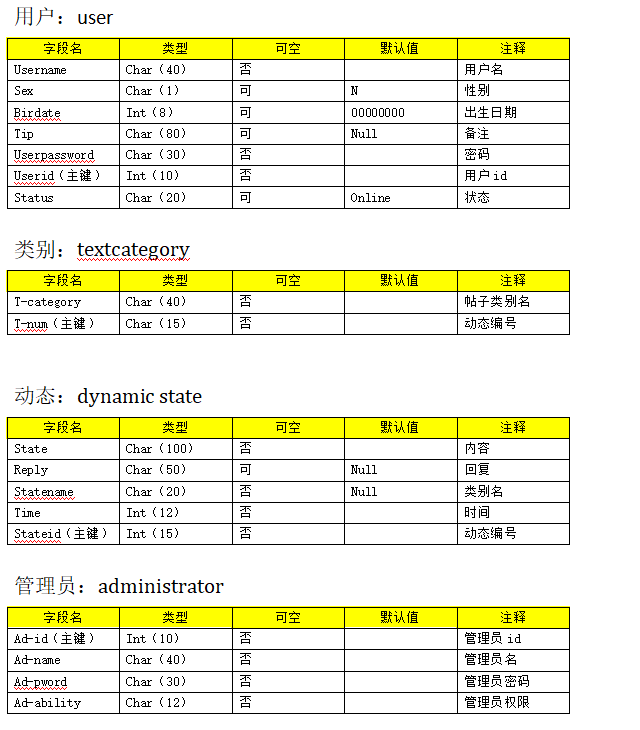 用户：user
字段名 类型 可空 默认值 注释
Username Char（40） 否 用户名
Sex Char（1） 可 N 性别
Birdate Int（8） 可 00000000 出生日期
Tip Char（80） 可 Null 备注
Userpassword Char（30） 否 密码
Userid（主键） Int（10） 否 用户 id
Status Char（20） 可 Online 状态
类别：textcategory
字段名 类型 可空 默认值 注释
T-category Char（40） 否 帖子类别名
T-num（主键） Char（15） 否 动态编号
动态：dynamic state
字段名 类型 可空 默认值 注释
State Char（100） 否 内容
Reply Char（50） 可 Null 回复
Statename Char（20） 否 Null 类别名
Time Int（12） 否 时间
Stateid（主键） Int（15） 否 动态编号
管理员：administrator
字段名 类型 可空 默认值 注释
Ad-id（主键） Int（10） 否 管理员 id
Ad-name Char（40） 否 管理员名
Ad-pword Char（30） 否 管理员密码
Ad-ability Char（12） 否 管理员权限